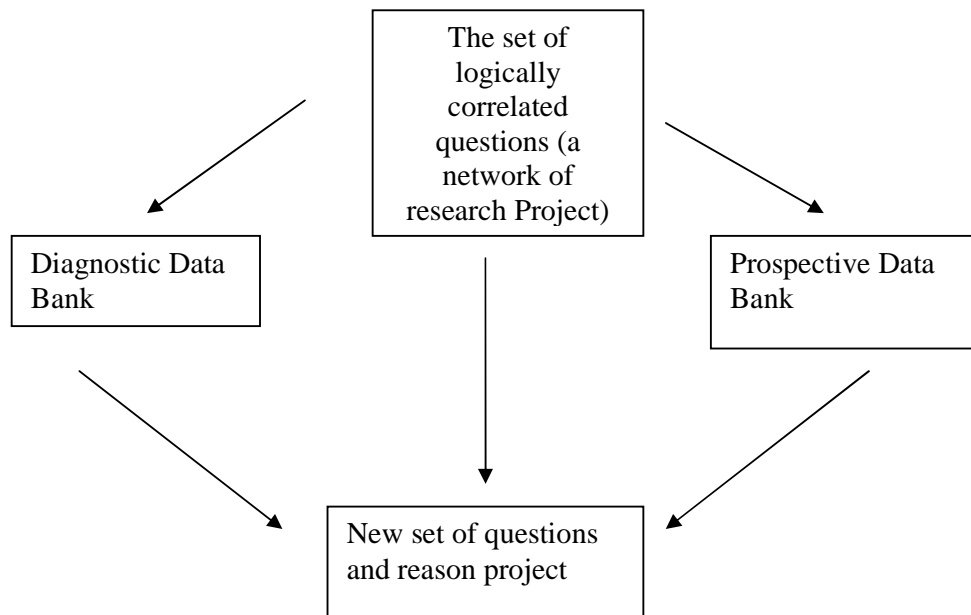 The set of
logically
correlated
questions (a
network of
research Project)
Diagnostic Data
Bank
Prospective Data
Bank
New set of questions
and reason project